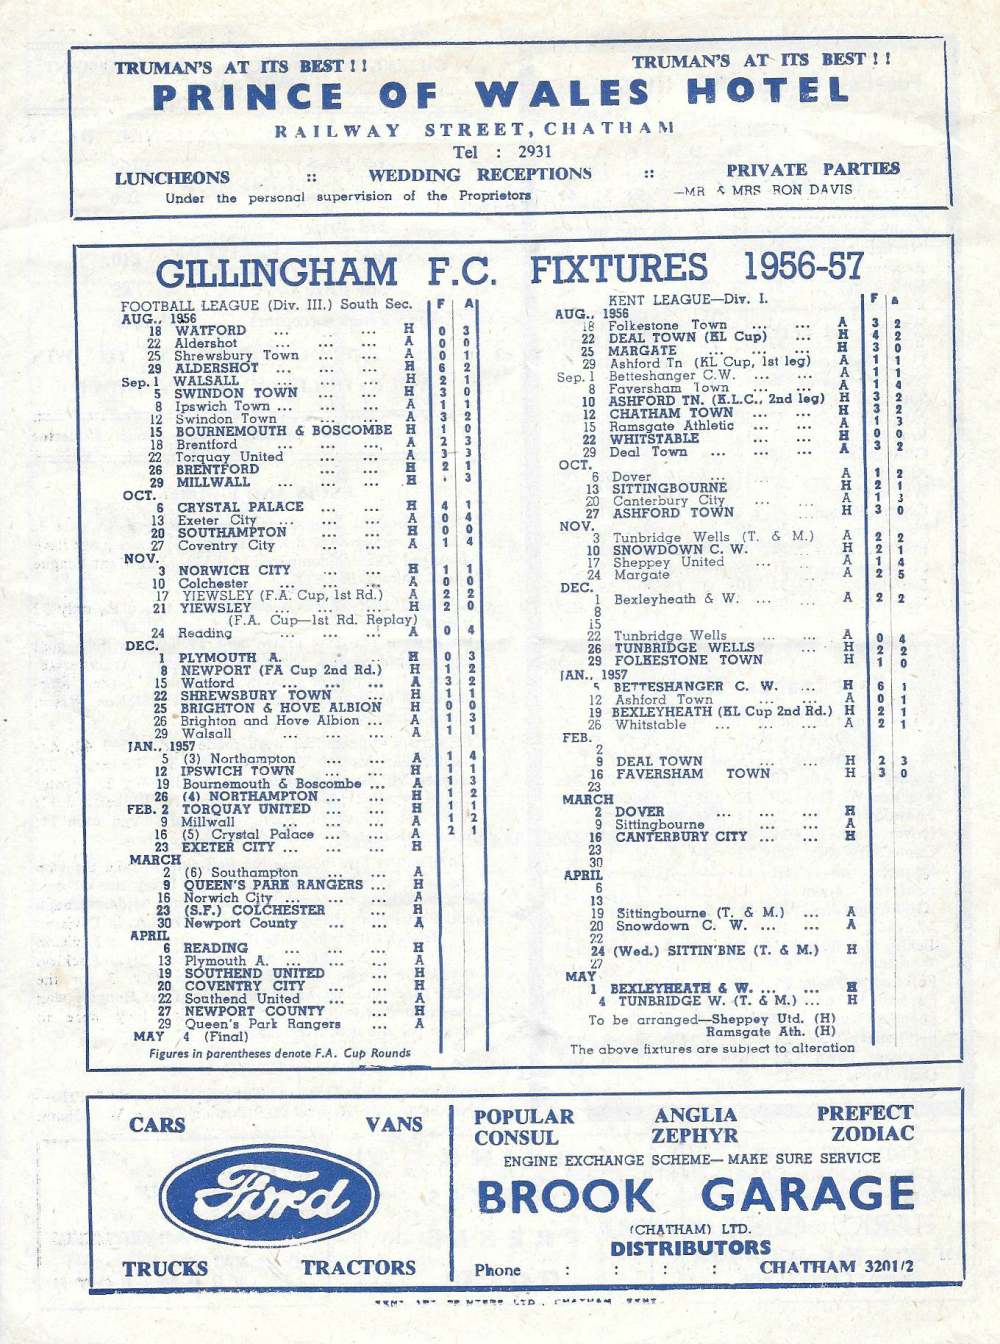 TRUMAN'S AT ITS BEST!! TRUMAN'S AT ITS BEST!!
PRINCE OF WALES HOTEL
RAILWAY STREET, CHATHAM
Tel : 2931
LUNCHEONS :: WEDDING RECEPTIONS :: PRIVATE PARTIES
Under the personal supervision of the Proprietors —MR & MRS RON DAVIS
GILLINGHAM F.C. FIXTURES 1956-57
FOOTBALL LEAGUE (Div. III.) South Sec. F A
AUG., 1956
18 WATFORD ... ... H 0 3
22 Aldershot ... ... ... A 0 0
25 Shrewsbury Town ... ... A 0 1
29 ALDERSHOT ... ... ... H 6 2
Sep. 1 WALSALL ... ... ... H 2 1
5 SWINDON TOWN ... ... H 3 0
8 Ipswich Town ... ... ... A 1 1
12 Swindon Town ... ... ... A 3 2
15 BOURNEMOUTH & BOSCOMBE H 1 0
18 Brentford ... ... ... A 2 3
22 Torquay United ... ... A 3 3
26 BRENTFORD ... ... ... H 2 1
29 MILLWALL ... ... ... H 3
OCT.
6 CRYSTAL PALACE ... ... H 4 1
13 Exeter City ... ... ... A 0 4
20 SOUTHAMPTON ... ... H 0 0
27 Coventry City ... ... A 1 4
NOV.
3 NORWICH CITY ... ... H 1 1
10 Colchester ... ... ... A 0 0
17 YIEWSLEY (F.A. Cup, 1st Rd.) A 2 2
21 YIEWSLEY ... ... ... H 2 0
(F.A. Cup—1st Rd. Replay)
24 Reading ... ... ... A 0 4
DEC.
1 PLYMOUTH A. ... ... H 0
8 NEWPORT (FA Cup 2nd Rd.) H 1 2
15 Watford ... ... ... A 3 2
22 SHREWSBURY TOWN ... H 1 1
25 BRIGHTON & HOVE ALBION H 0 0
26 Brighton and Hove Albion ... A 1 3
29 Walsall ... ... ... A 1 1
JAN., 1957
5 (3) Northampton ... ... A 1 4
12 IPSWICH TOWN ... ... H 1 1
19 Bournemouth & Boscombe ... A 1 3
26 (4) NORTHAMPTON ... ... H 1 2
FEB. 2 TORQUAY UNITED ... ... H 1 1
9 Millwall ... ... ... A 1 2
16 (5) Crystal Palace ... ... A 2 1
23 EXETER CITY ... ... ... H
MARCH
2 (6) Southampton ... ... A
9 QUEEN'S PARK RANGERS ... H
16 Norwich City ... ... ... A
23 (S.F.) COLCHESTER ... H
30 Newport County ... ... A
APRIL
6 READING ... ... ... H
13 Plymouth A. ... ... ... A
19 SOUTHEND UNITED ... H
20 COVENTRY CITY ... ... H
22 Southend United ... ... A
27 NEWPORT COUNTY ... H
29 Queen's Park Rangers ... A
MAY 4 (Final)
Figures in parentheses denote F.A. Cup Rounds
KENT LEAGUE—Div. I. F A
AUG., 1956
18 Folkestone Town ... ... A 3 2
22 DEAL TOWN (KL Cup) ... H 4 2
25 MARGATE ... ... ... H 3 0
29 Ashford Tn (KL Cup, 1st leg) A 1 1
Sep. 1 Betteshanger C.W. ... ... A 1 1
8 Faversham Town ... ... A 1 4
10 ASHFORD TN. (K.L.C., 2nd leg) H 3 2
12 CHATHAM TOWN ... ... H 3 2
15 Ramsgate Athletic ... ... A 1 3
22 WHITSTABLE ... ... H 0 0
29 Deal Town ... ... ... A 3 2
OCT.
6 Dover ... ... ... A 1 2
13 SITTINGBOURNE ... ... H 2 1
20 Canterbury City ... ... A 1 3
27 ASHFORD TOWN ... ... H 3 0
NOV.
3 Tunbridge Wells (T. & M.) A 2 2
10 SNOWDOWN C. W. ... H 2 1
17 Sheppey United ... ... A 1 4
24 Margate ... ... ... A 2 5
DEC.
1 Bexleyheath & W. ... ... A 2 2
8
15
22 Tunbridge Wells ... ... A 0 4
26 TUNBRIDGE WELLS ... H 2 2
29 FOLKESTONE TOWN ... H 1 0
JAN., 1957
5 BETTESHANGER C. W. ... H 6 1
12 Ashford Town ... ... A 0 1
19 BEXLEYHEATH (KL Cup 2nd Rd.) H 2 1
26 Whitstable ... ... ... A 2 1
FEB.
2
9 DEAL TOWN ... ... H 2 3
16 FAVERSHAM TOWN ... H 3 0
23
MARCH
2 DOVER ... ... ... H
9 Sittingbourne ... ... ... A
16 CANTERBURY CITY ... ... H
23
30
APRIL
6
13
19 Sittingbourne (T. & M.) ... A
20 Snowdown C. W. ... ... A
22
24 (Wed.) SITTIN'BNE (T. & M.) H
27
MAY
1 BEXLEYHEATH & W. ... ... H
4 TUNBRIDGE W. (T. & M.) ... H
To be arranged—Sheppey Utd. (H)
Ramsgate Ath. (H)
The above fixtures are subject to alteration
CARS VANS
Ford
TRUCKS TRACTORS
POPULAR ANGLIA PREFECT
CONSUL ZEPHYR ZODIAC
ENGINE EXCHANGE SCHEME— MAKE SURE SERVICE
BROOK GARAGE
(CHATHAM) LTD.
DISTRIBUTORS
Phone : : : : CHATHAM 3201/2